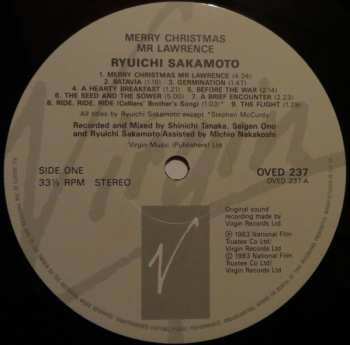 MERRY CHRISTMAS
MR LAWRENCE
RYUICHI SAKAMOTO
1. MERRY CHRISTMAS MR LAWRENCE (4.34)
2. BATAVIA (1.18) 3. GERMINATION (1.47)
4. A HEARTY BREAKFAST (1.21) 5. BEFORE THE WAR (2.14)
6. THE SEED AND THE SOWER (5.00) 7. A BRIEF ENCOUNTER (2.23)
8. RIDE, RIDE, RIDE (Celliers' Brother's Song) (1.03)* 9. THE FLIGHT (1.29)
All titles by Ryuichi Sakamoto except *Stephen McCurdy
Recorded and Mixed by Shinichi Tanaka, Seigen Ono
and Ryuichi Sakamoto/Assisted by Michio Nakakoshi
Virgin Music (Publishers) Ltd
SIDE ONE
33⅓ RPM STEREO
OVED 237
OVED 237 A
Original sound
recording made by
Virgin Records Ltd
℗ 1983 National Film
Trustee Co Ltd/
Virgin Records Ltd
© 1983 National Film
Trustee Co Ltd/
Virgin Records Ltd
Virgin